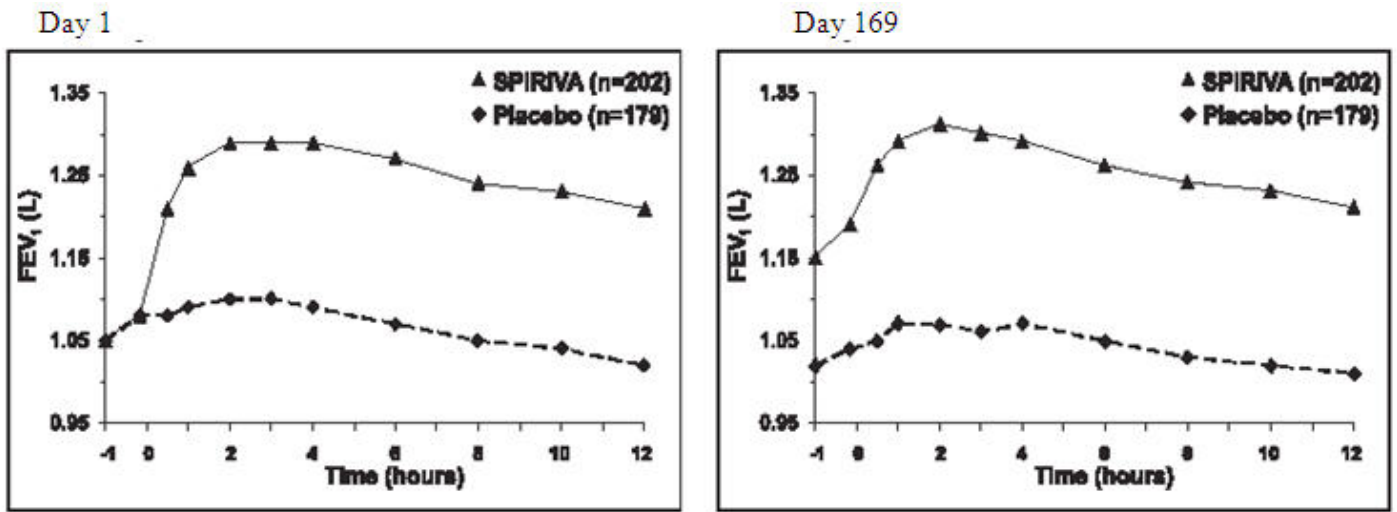 Day 1
SPIRIVA (n=202)
Placebo (n=179)
1.35
1.25
1.15
1.05
0.95
FEV₁ (L)
-1 0 2 4 6 8 10 12
Time (hours)
Day 169
SPIRIVA (n=202)
Placebo (n=179)
1.35
1.25
1.15
1.05
0.95
FEV₁ (L)
-1 0 2 4 6 8 10 12
Time (hours)